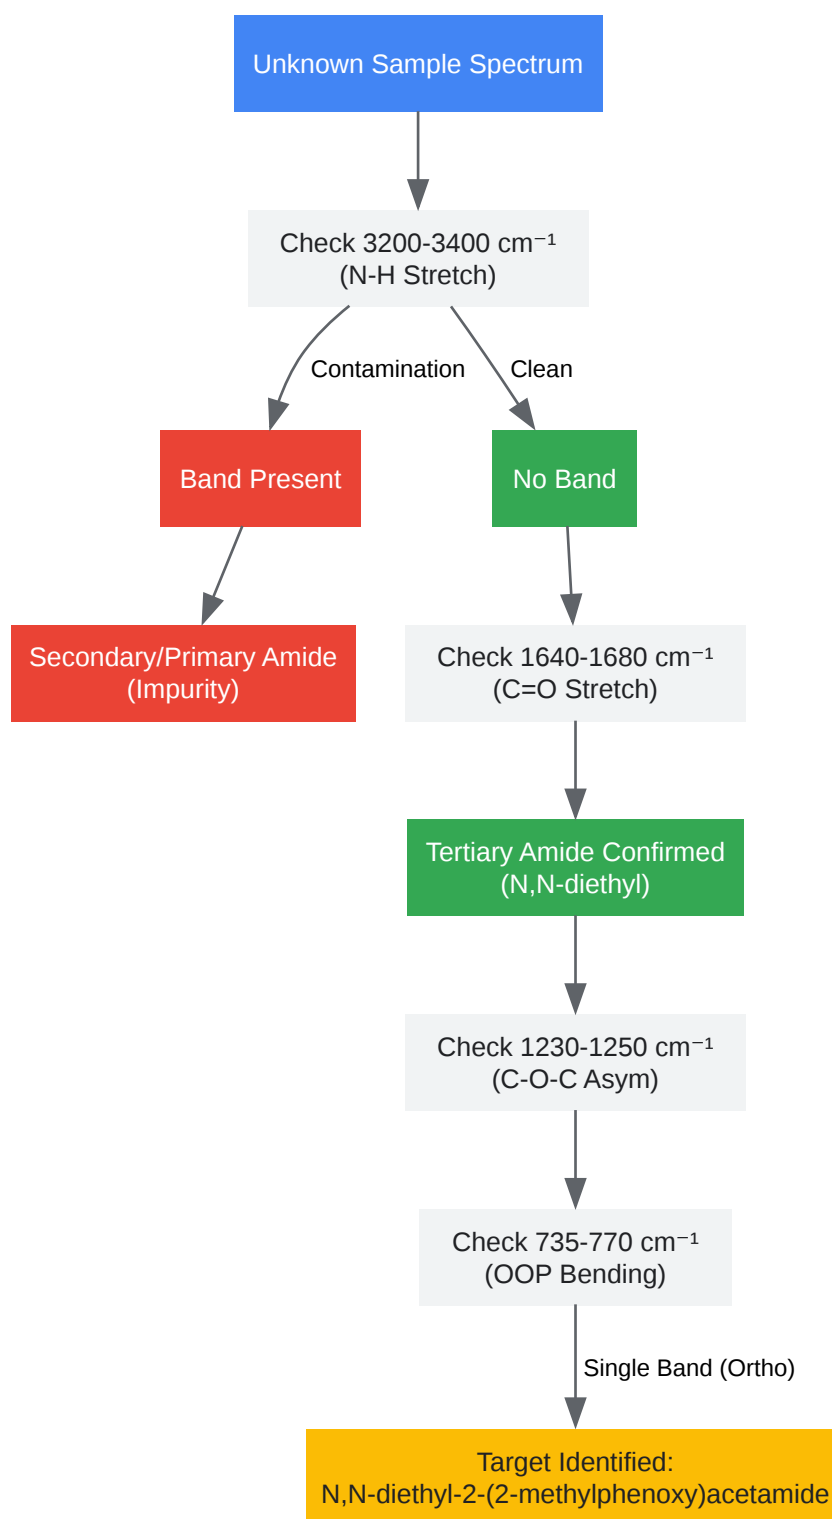 Unknown Sample Spectrum
Check 3200-3400 cm⁻¹
(N-H Stretch)
Contamination
Clean
Band Present
No Band
Secondary/Primary Amide
(Impurity)
Check 1640-1680 cm⁻¹
(C=O Stretch)
Tertiary Amide Confirmed
(N,N-diethyl)
Check 1230-1250 cm⁻¹
(C-O-C Asym)
Check 735-770 cm⁻¹
(OOP Bending)
Single Band (Ortho)
Target Identified:
N,N-diethyl-2-(2-methylphenoxy)acetamide